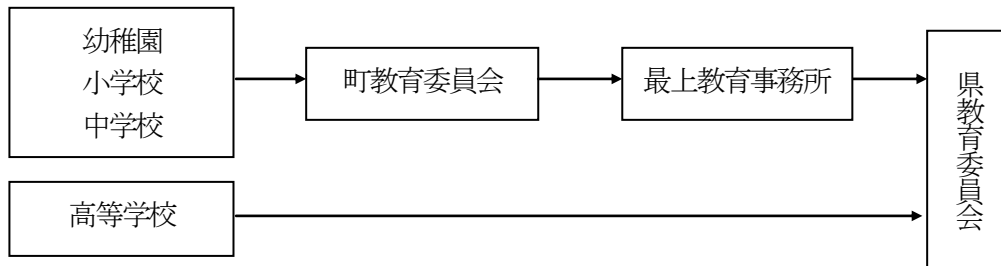 幼稚園
小学校
中学校
町教育委員会
最上教育事務所
県教育委員会
高等学校